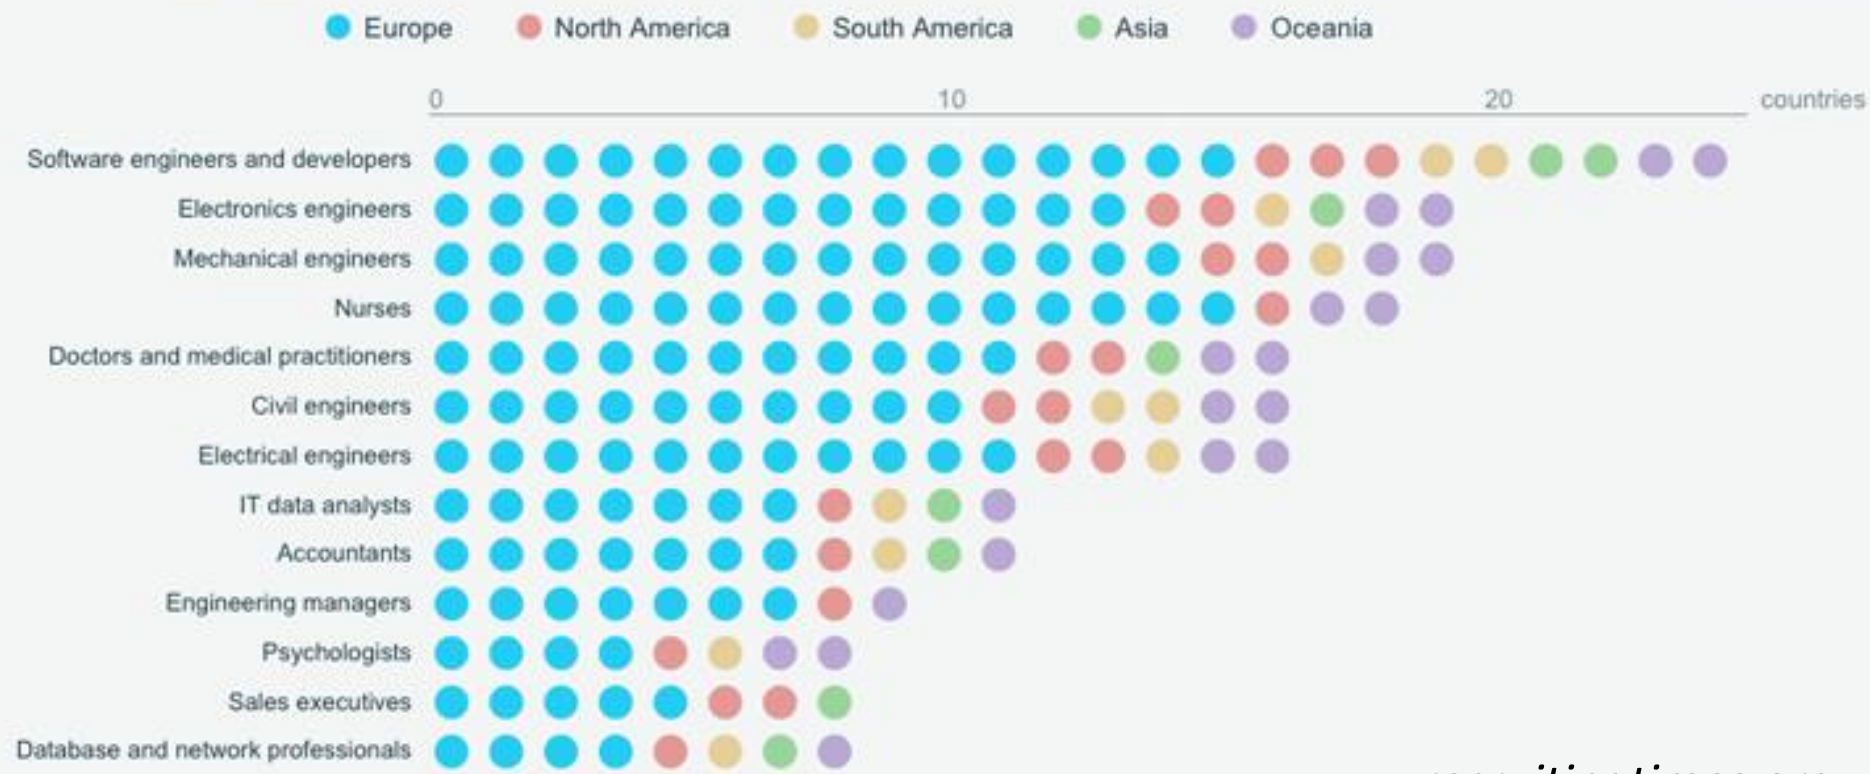 Europe North America South America Asia Oceania
0 10 20 countries
Software engineers and developers
Electronics engineers
Mechanical engineers
Nurses
Doctors and medical practitioners
Civil engineers
Electrical engineers
IT data analysts
Accountants
Engineering managers
Psychologists
Sales executives
Database and network professionals